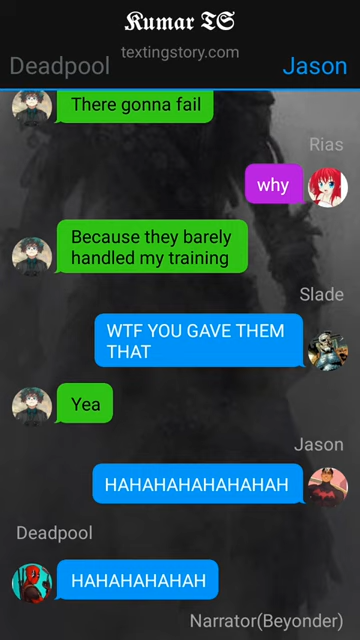 Kumar TS
textingstory.com
Deadpool
Jason
There gonna fail
Rias
why
Because they barely
handled my training
Slade
WTF YOU GAVE THEM
THAT
Yea
Jason
HAHAHAHAHAHAHAH
Deadpool
HAHAHAHAHAH
Narrator(Beyonder)